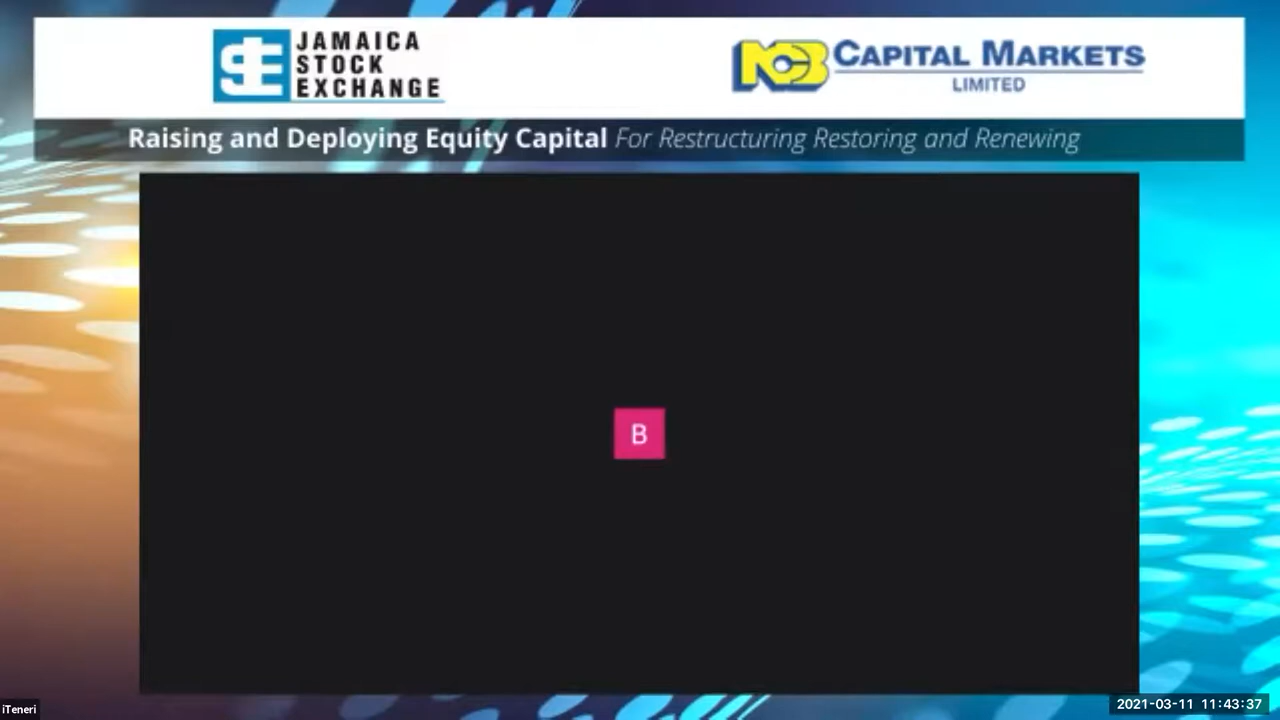 JAMAICA
STOCK
EXCHANGE
NCB CAPITAL MARKETS
LIMITED
Raising and Deploying Equity Capital For Restructuring Restoring and Renewing
B
iTeneri
2021-03-11 11:43:37